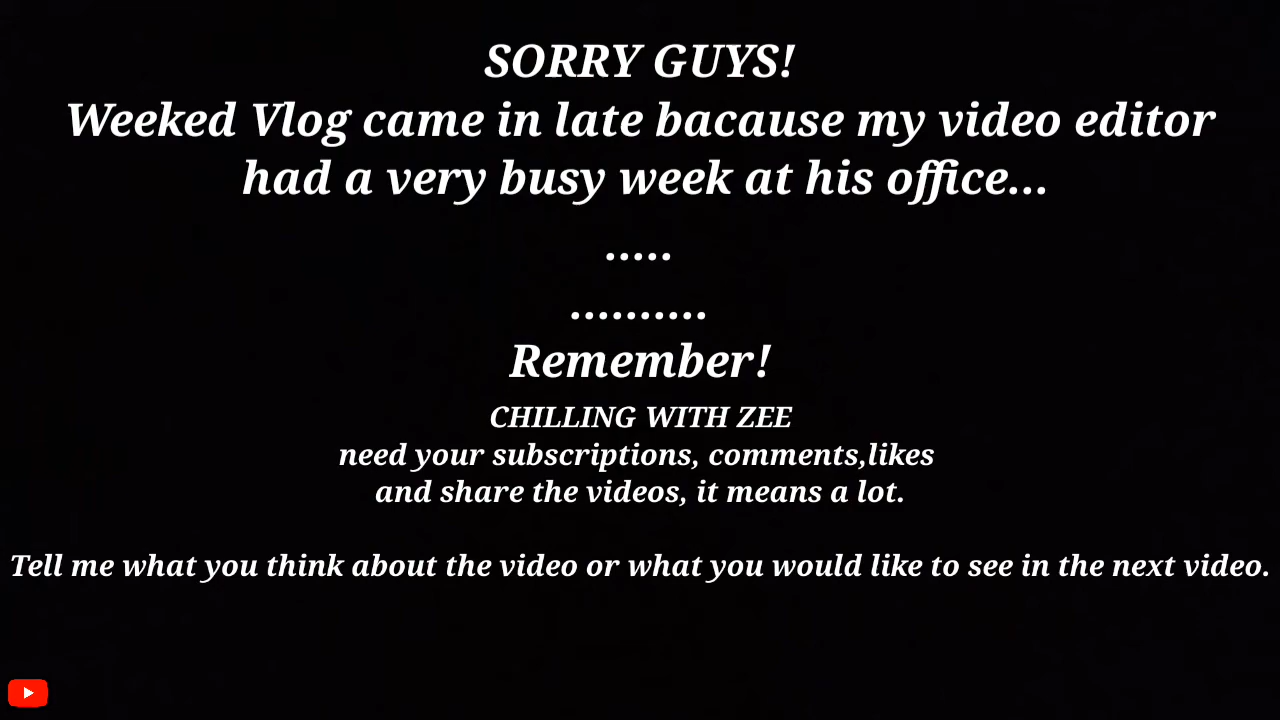 SORRY GUYS!
Weeked Vlog came in late bacause my video editor
had a very busy week at his office...
.....
..........
Remember!
CHILLING WITH ZEE
need your subscriptions, comments,likes
and share the videos, it means a lot.
Tell me what you think about the video or what you would like to see in the next video.